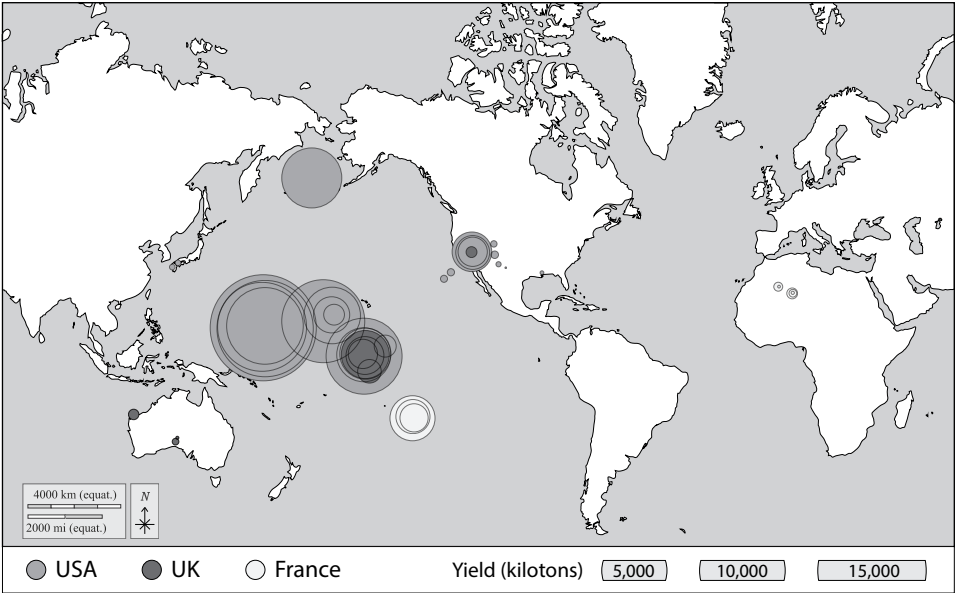 4000 km (equat.)
2000 mi (equat.)
N
USA
UK
France
Yield (kilotons)
5,000
10,000
15,000